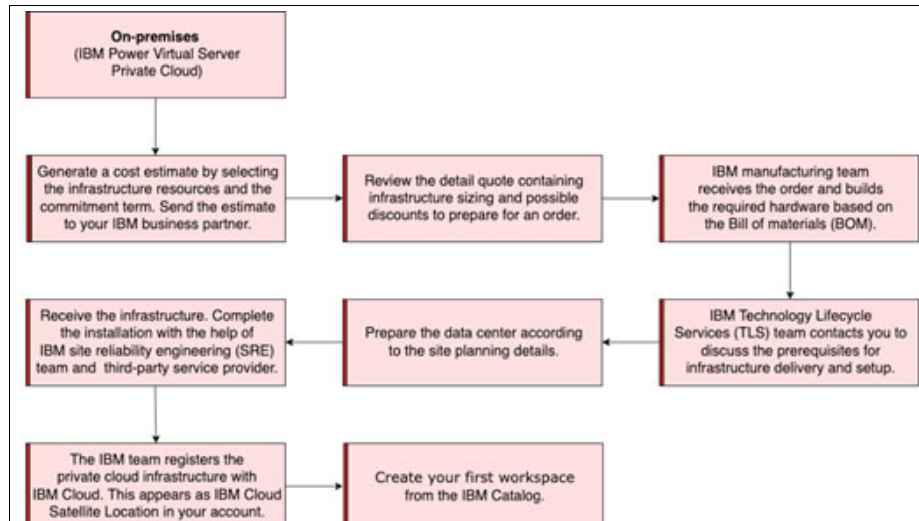 On-premises
(IBM Power Virtual Server
Private Cloud)
Generate a cost estimate by selecting
the infrastructure resources and the
commitment term. Send the estimate
to your IBM business partner.
Review the detail quote containing
infrastructure sizing and possible
discounts to prepare for an order.
IBM manufacturing team
receives the order and builds
the required hardware based on
the Bill of materials (BOM).
IBM Technology Lifecycle
Services (TLS) team contacts you to
discuss the prerequisites for
infrastructure delivery and setup.
Prepare the data center according
to the site planning details.
Receive the infrastructure. Complete
the installation with the help of
IBM site reliability engineering (SRE)
team and third-party service provider.
The IBM team registers the
private cloud infrastructure with
IBM Cloud. This appears as IBM Cloud
Satellite Location in your account.
Create your first workspace
from the IBM Catalog.